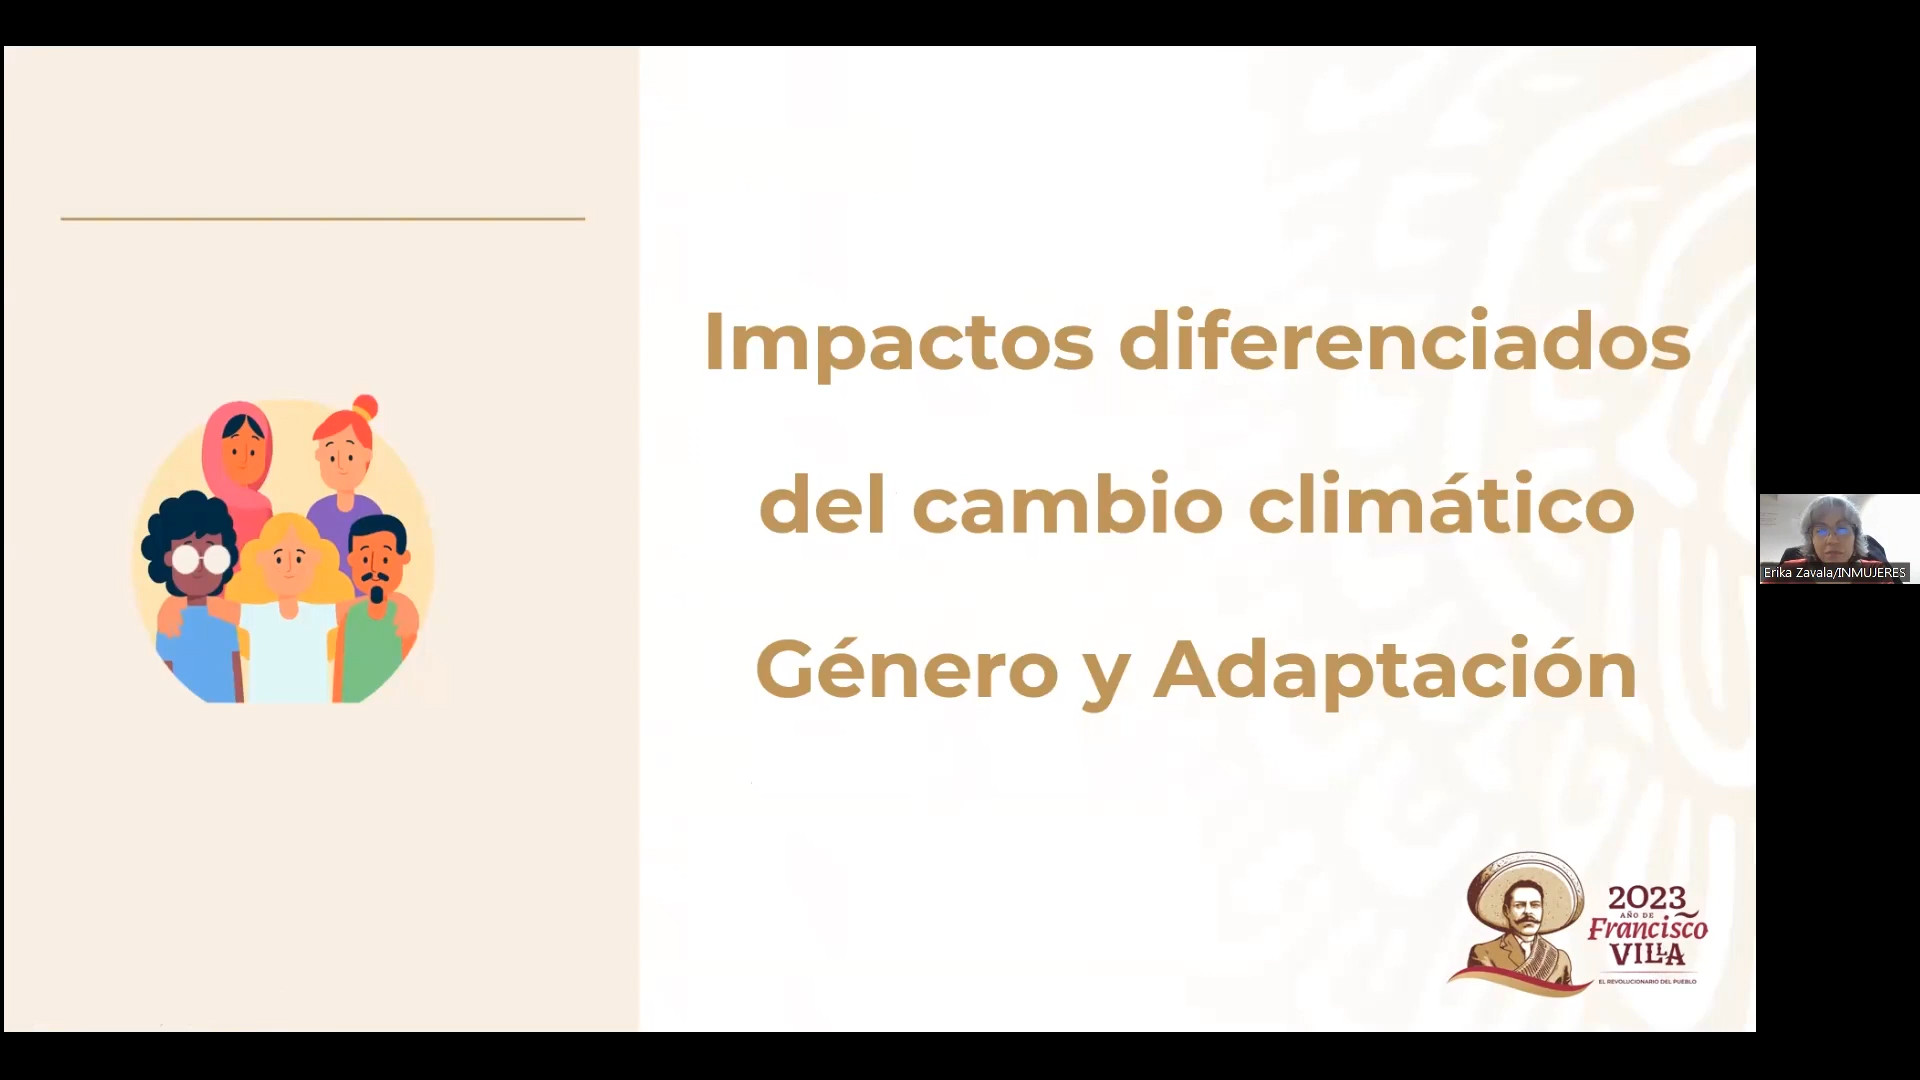 Impactos diferenciados
del cambio climático
Género y Adaptación
Erika Zavala/INMUJERES
2023
AÑO DE
Francisco
VILLA
EL REVOLUCIONARIO DEL PUEBLO